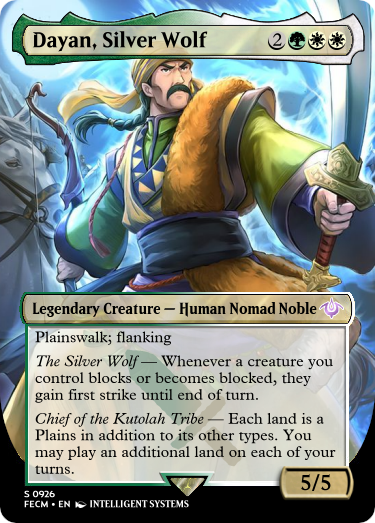 Dayan, Silver Wolf 2
Legendary Creature — Human Nomad Noble
Plainswalk; flanking
The Silver Wolf — Whenever a creature you
control blocks or becomes blocked, they
gain first strike until end of turn.
Chief of the Kutolah Tribe — Each land is a
Plains in addition to its other types. You
may play an additional land on each of your
turns.
5/5
S 0926
FECM • EN INTELLIGENT SYSTEMS